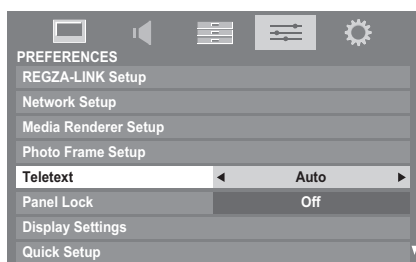 PREFERENCES
REGZA-LINK Setup
Network Setup
Media Renderer Setup
Photo Frame Setup
Teletext Auto
Panel Lock Off
Display Settings
Quick Setup